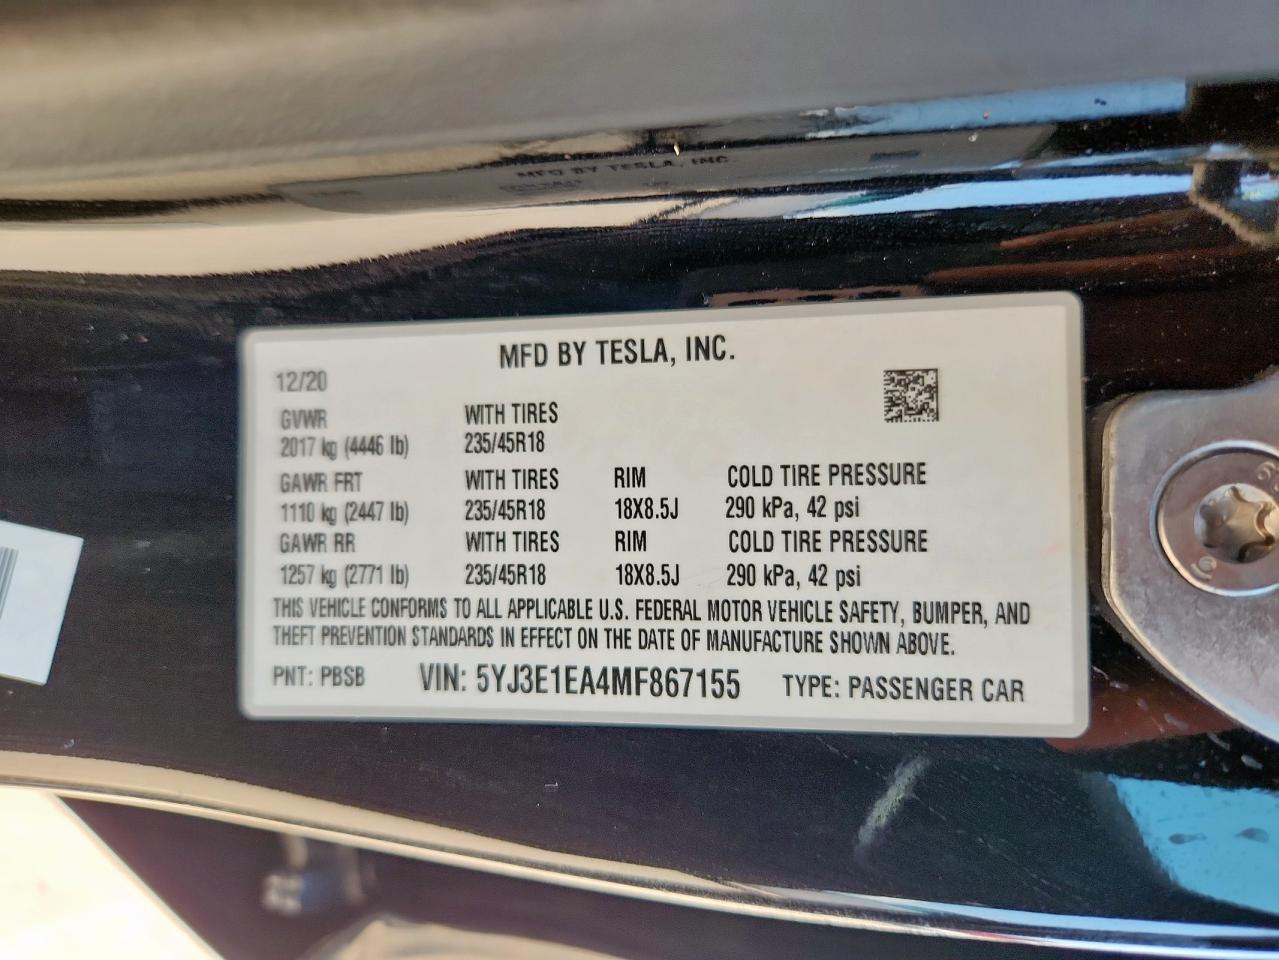 MFD BY TESLA, INC.
MFD BY TESLA, INC.
12/20
GVWR WITH TIRES
2017 kg (4446 lb) 235/45R18
GAWR FRT WITH TIRES RIM COLD TIRE PRESSURE
1110 kg (2447 lb) 235/45R18 18X8.5J 290 kPa, 42 psi
GAWR RR WITH TIRES RIM COLD TIRE PRESSURE
1257 kg (2771 lb) 235/45R18 18X8.5J 290 kPa, 42 psi
THIS VEHICLE CONFORMS TO ALL APPLICABLE U.S. FEDERAL MOTOR VEHICLE SAFETY, BUMPER, AND
THEFT PREVENTION STANDARDS IN EFFECT ON THE DATE OF MANUFACTURE SHOWN ABOVE.
PNT: PBSB VIN: 5YJ3E1EA4MF867155 TYPE: PASSENGER CAR